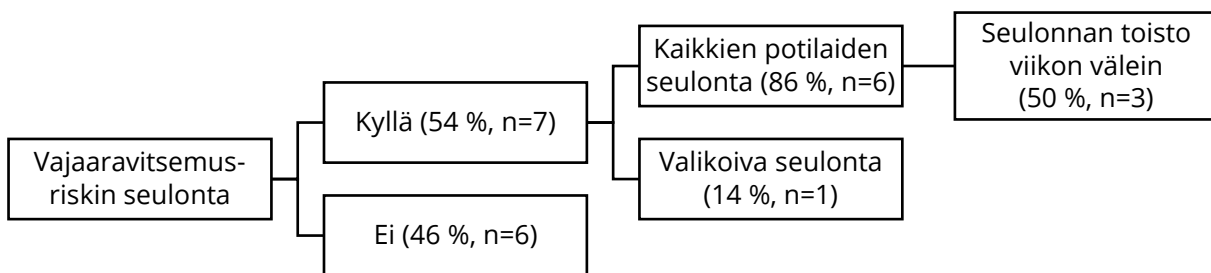 Vajaaravitsemus-
riskin seulonta
Kyllä (54 %, n=7)
Ei (46 %, n=6)
Kaikkien potilaiden
seulonta (86 %, n=6)
Valikoiva seulonta
(14 %, n=1)
Seulonnan toisto
viikon välein
(50 %, n=3)